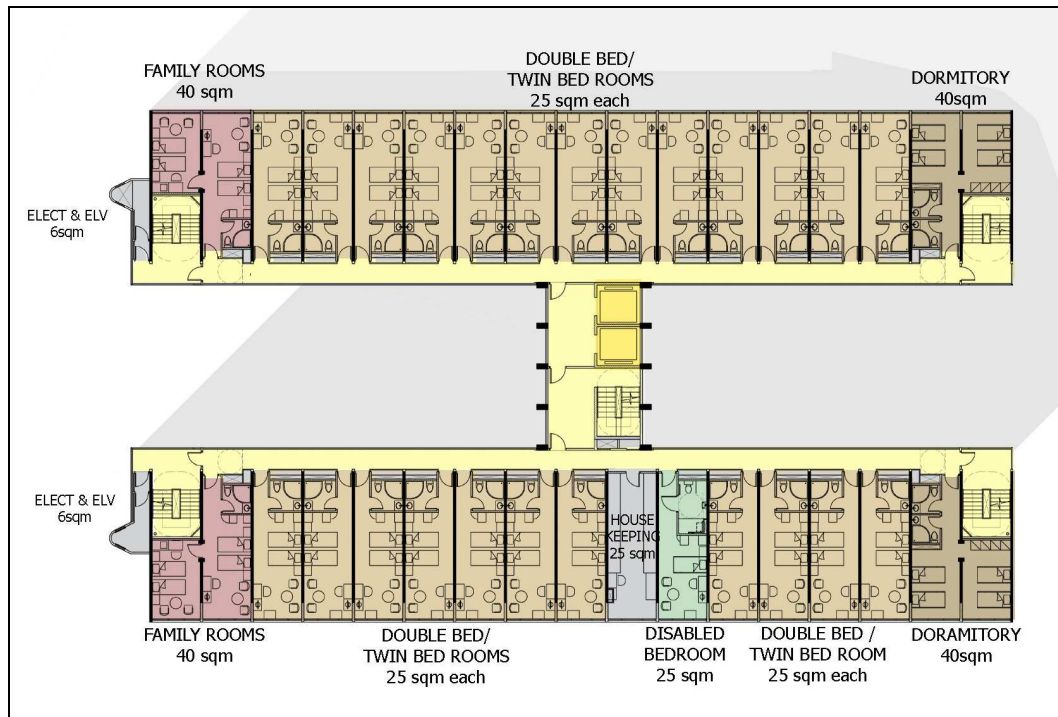 FAMILY ROOMS
40 sqm
DOUBLE BED/
TWIN BED ROOMS
25 sqm each
DORMITORY
40sqm
ELECT & ELV
6sqm
ELECT & ELV
6sqm
HOUSE
KEEPING
25 sqm
FAMILY ROOMS
40 sqm
DOUBLE BED/
TWIN BED ROOMS
25 sqm each
DISABLED
BEDROOM
25 sqm
DOUBLE BED /
TWIN BED ROOM
25 sqm each
DORAMITORY
40sqm